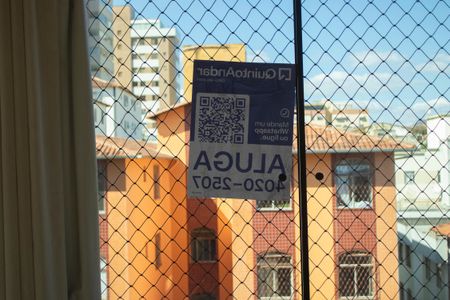 QuintoAndar
Mande um
Whatsapp
ou ligue.
ALUGA
4020-2507